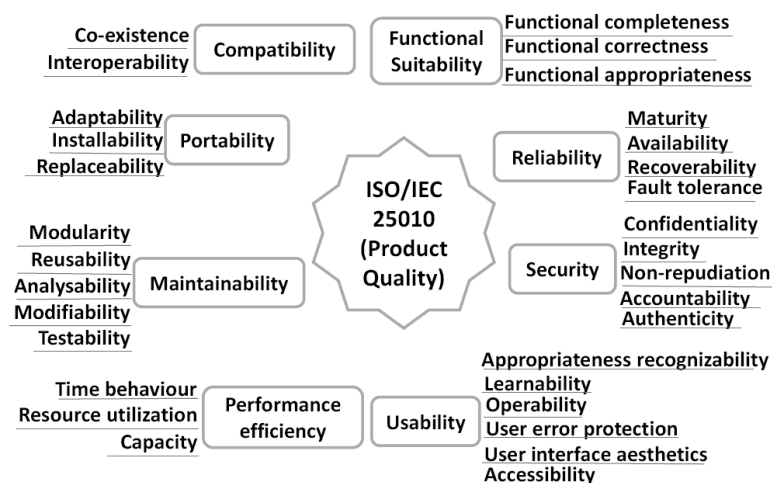 Co-existence
Interoperability
Compatibility
Functional
Suitability
Functional completeness
Functional correctness
Functional appropriateness
Adaptability
Installability
Replaceability
Portability
Reliability
Maturity
Availability
Recoverability
Fault tolerance
ISO/IEC
25010
(Product
Quality)
Modularity
Reusability
Analysability
Modifiability
Testability
Maintainability
Security
Confidentiality
Integrity
Non-repudiation
Accountability
Authenticity
Time behaviour
Resource utilization
Capacity
Performance
efficiency
Usability
Appropriateness recognizability
Learnability
Operability
User error protection
User interface aesthetics
Accessibility